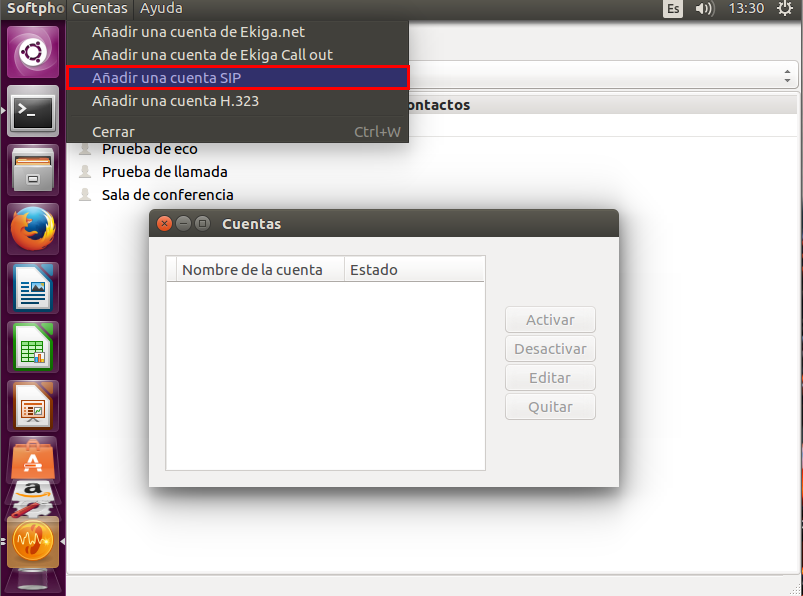 Softpho Cuentas Ayuda Es 13:30
Añadir una cuenta de Ekiga.net
Añadir una cuenta de Ekiga Call out
Añadir una cuenta SIP
Añadir una cuenta H.323
Cerrar Ctrl+W
ontactos
Prueba de eco
Prueba de llamada
Sala de conferencia
Cuentas
Nombre de la cuenta Estado
Activar
Desactivar
Editar
Quitar